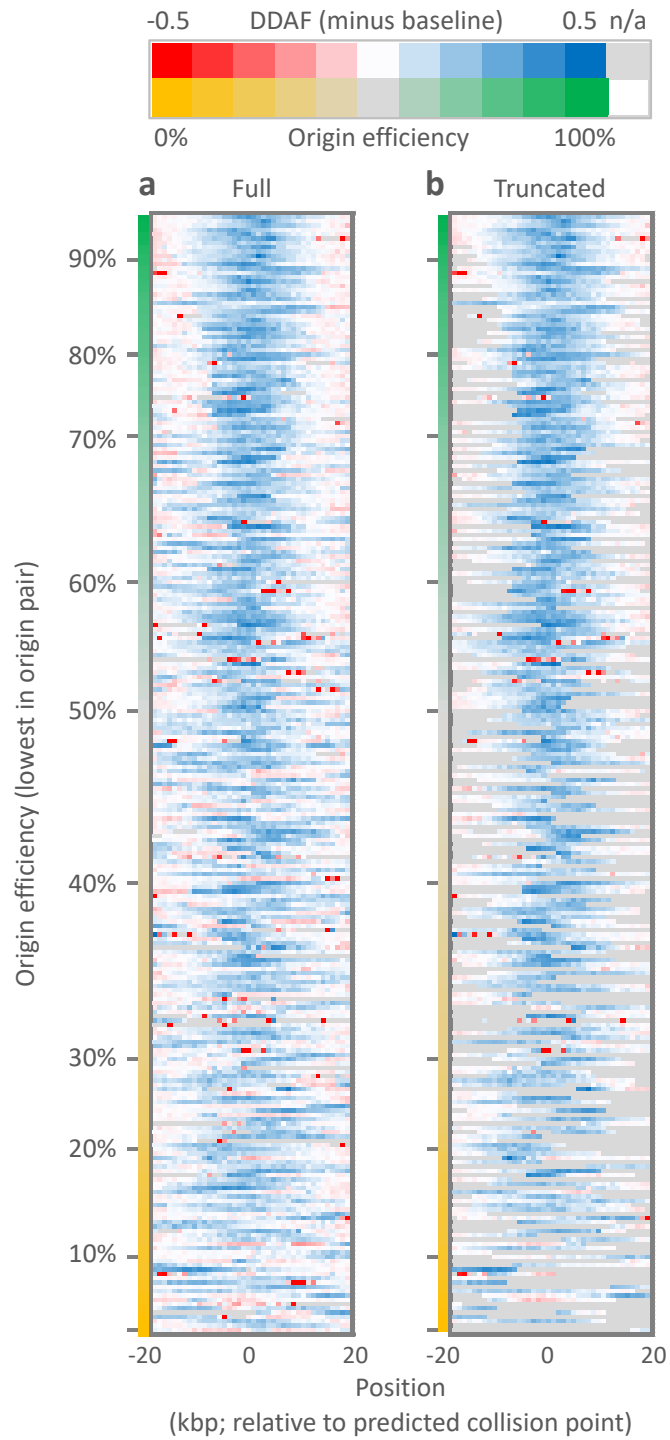 -0.5 DDAF (minus baseline) 0.5 n/a
0% Origin efficiency 100%
a Full b Truncated
90%
80%
70%
60%
50%
40%
30%
20%
10%
Origin efficiency (lowest in origin pair)
-20 0 20 -20 0 20
Position
(kbp; relative to predicted collision point)